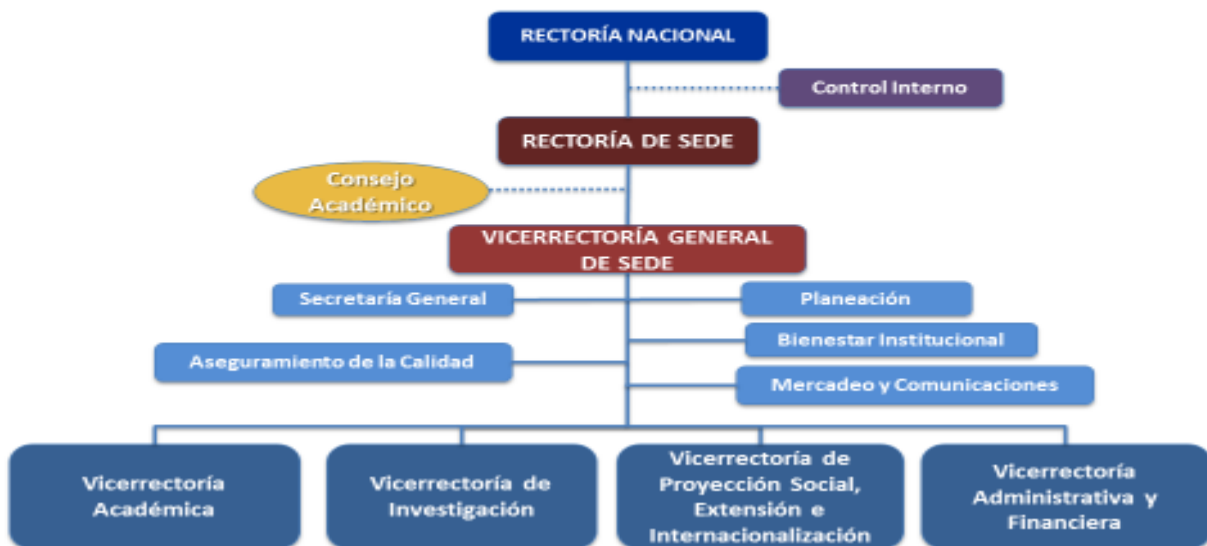 RECTORÍA NACIONAL
Control Interno
RECTORÍA DE SEDE
Consejo
Académico
VICERRECTORÍA GENERAL
DE SEDE
Secretaría General
Planeación
Bienestar Institucional
Aseguramiento de la Calidad
Mercadeo y Comunicaciones
Vicerrectoría
Académica
Vicerrectoría de
Investigación
Vicerrectoría de
Proyección Social,
Extensión e
Internacionalización
Vicerrectoría
Administrativa y
Financiera